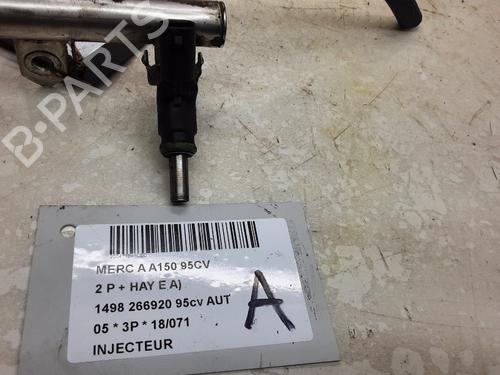 B-PARTS
MERC A A150 95CV
2 P + HAY E A)
1498 266920 95cv AUT
05 * 3P * 18/071
INJECTEUR
A